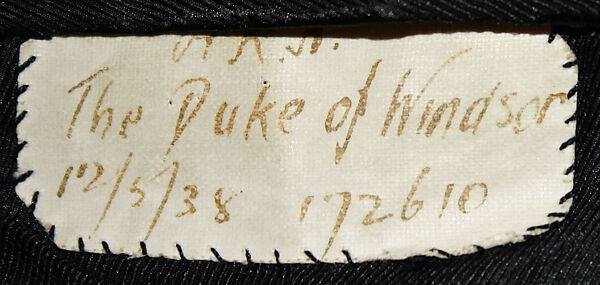 H.R.H.
The Duke of Windsor
12/5/38 172610